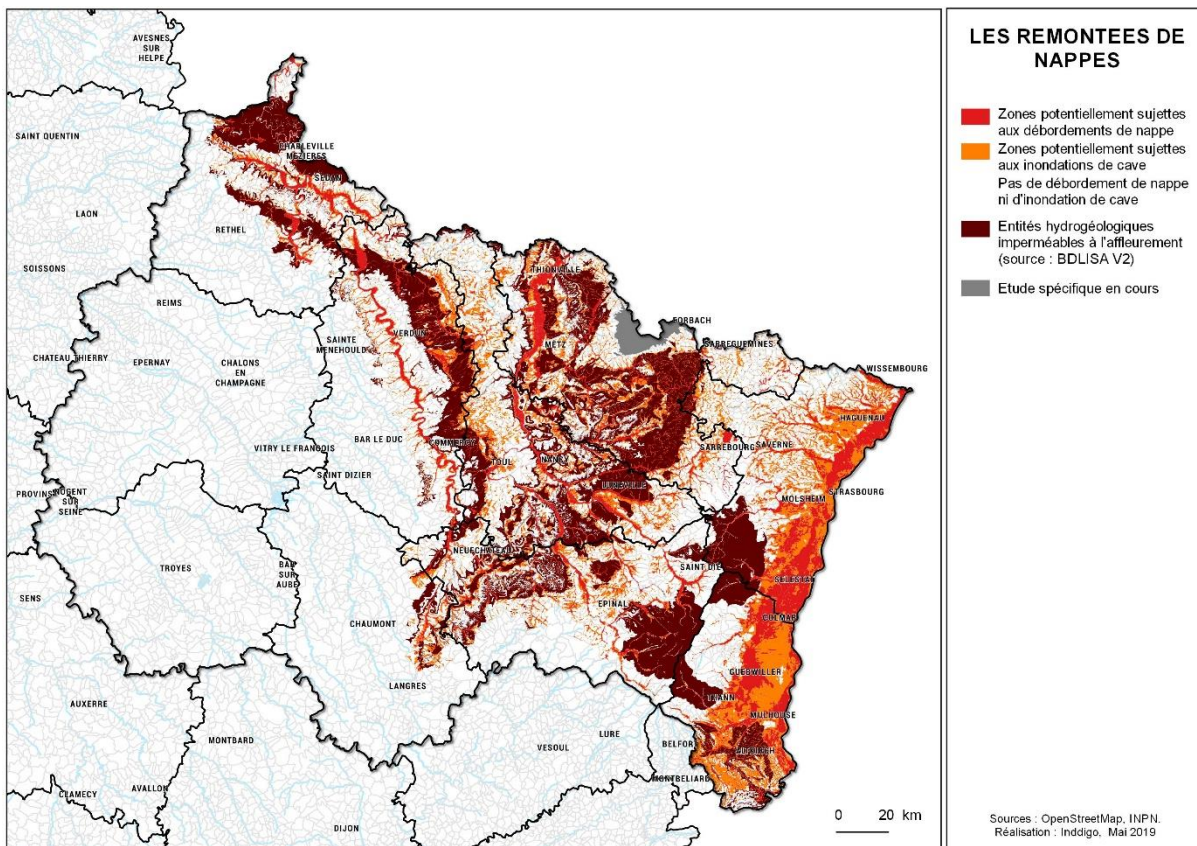 LES REMONTEES DE
NAPPES
Zones potentiellement sujettes
aux débordements de nappe
Zones potentiellement sujettes
aux inondations de cave
Pas de débordement de nappe
ni d'inondation de cave
Entités hydrogéologiques
imperméables à l'affleurement
(source : BDLISA V2)
Etude spécifique en cours
AVESNES
SUR
HELPE
SAINT QUENTIN
CHARLEVILLE
MEZIERES
SEDAN
LAON
RETHEL
SOISSONS
THIONVILLE
REIMS
FORBACH
VERDUN
METZ
SARREGUEMINES
SAINTE
MENEHOULD
CHATEAU THIERRY
EPERNAY
CHALONS
EN
CHAMPAGNE
WISSEMBOURG
HAGUENAU
BAR LE DUC
COMMERCY
VITRY LE FRANCOIS
TOUL
NANCY
SARREBOURG
SAVERNE
SAINT DIZIER
LUNEVILLE
STRASBOURG
MOLSHEIM
PROVINS
NOGENT
SUR
SEINE
NEUFCHATEAU
TROYES
BAR
SUR
AUBE
SAINT DIE
SELESTAT
SENS
EPINAL
COLMAR
CHAUMONT
GUEBWILLER
LANGRES
THANN
AUXERRE
MULHOUSE
MONTBARD
LURE
VESOUL
BELFORT
ALTKIRCH
MONTBELIARD
CLAMECY
AVALLON
DIJON
0 20 km
Sources : OpenStreetMap, INPN.
Réalisation : Inddigo, Mai 2019